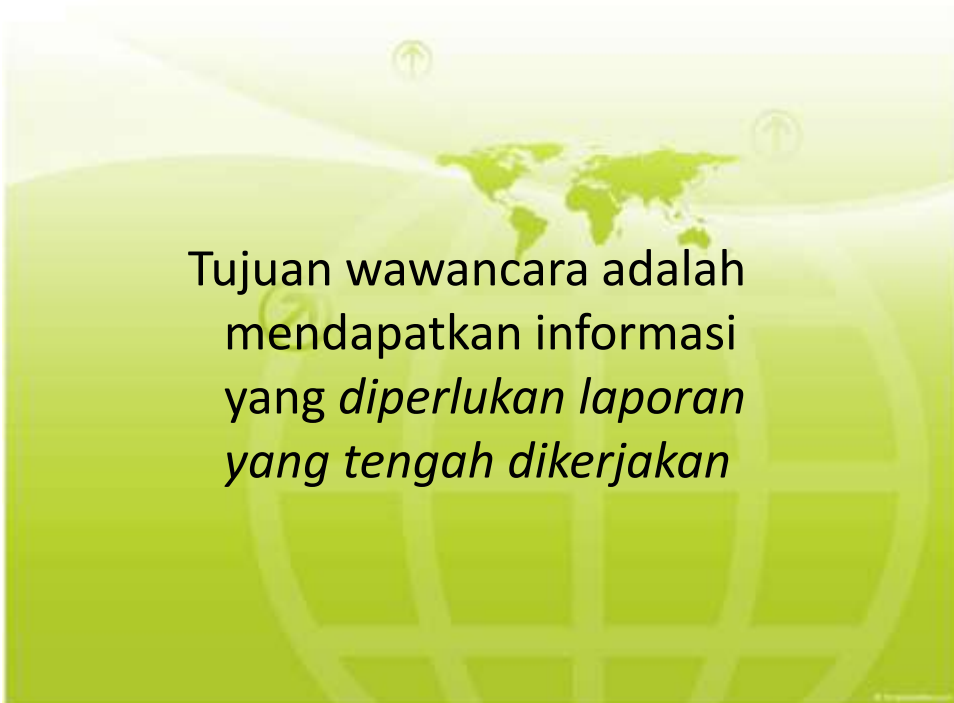 Tujuan wawancara adalah
mendapatkan informasi
yang diperlukan laporan
yang tengah dikerjakan